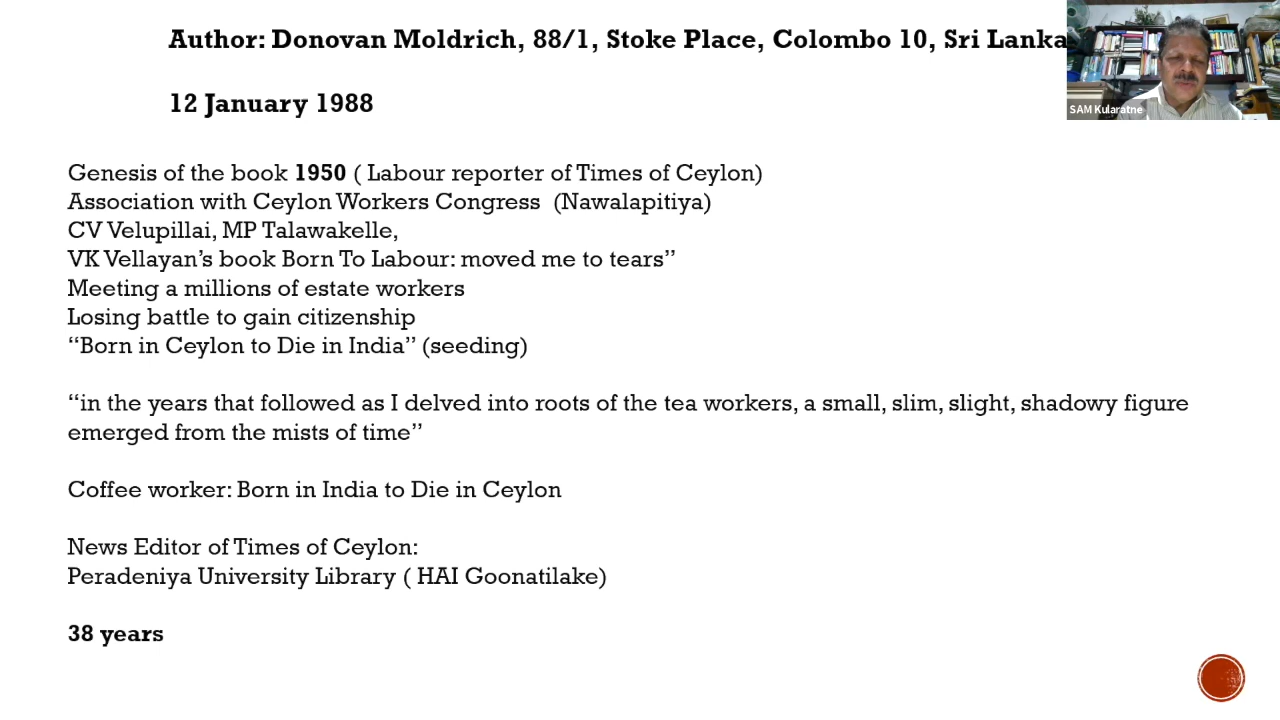 Author: Donovan Moldrich, 88/1, Stoke Place, Colombo 10, Sri Lanka
SAM Kularatne
12 January 1988
Genesis of the book 1950 ( Labour reporter of Times of Ceylon)
Association with Ceylon Workers Congress (Nawalapitiya)
CV Velupillai, MP Talawakelle,
VK Vellayan’s book Born To Labour: moved me to tears”
Meeting a millions of estate workers
Losing battle to gain citizenship
“Born in Ceylon to Die in India” (seeding)
“in the years that followed as I delved into roots of the tea workers, a small, slim, slight, shadowy figure
emerged from the mists of time”
Coffee worker: Born in India to Die in Ceylon
News Editor of Times of Ceylon:
Peradeniya University Library ( HAI Goonatilake)
38 years